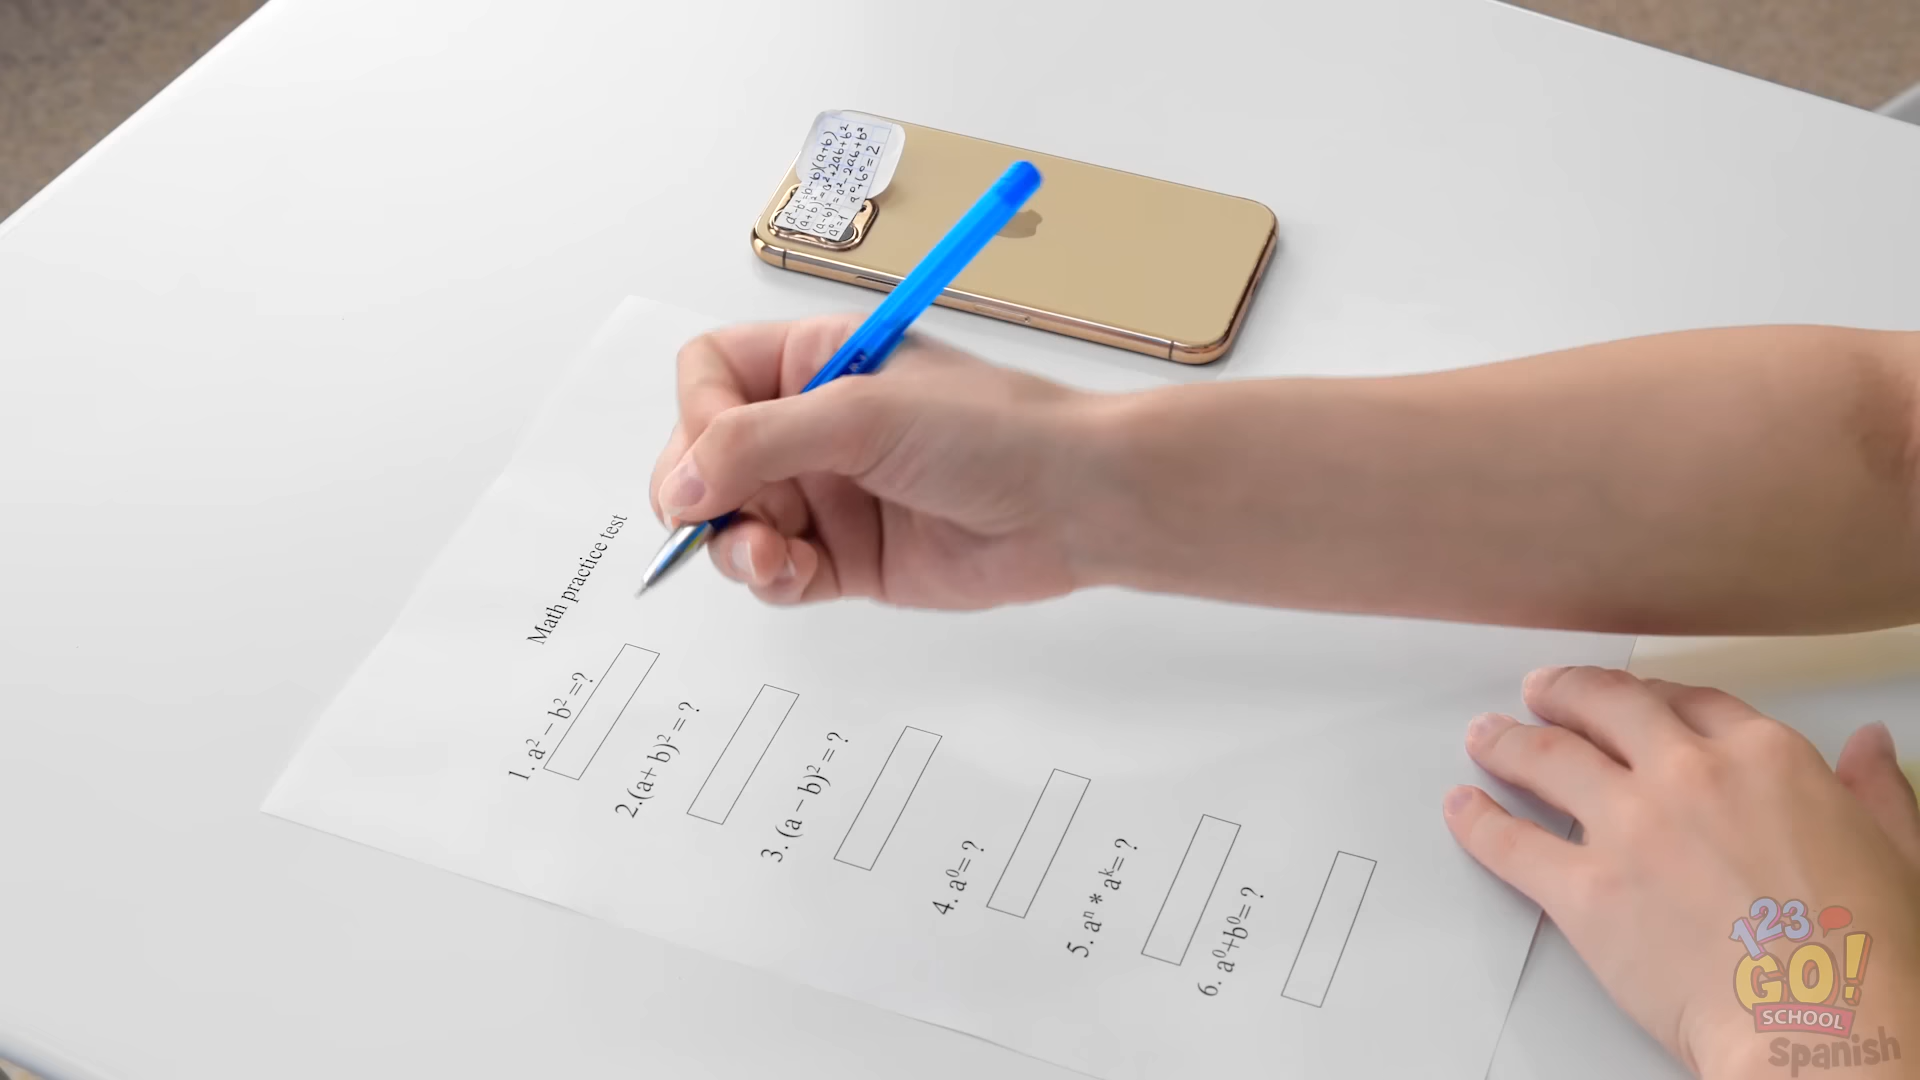 a²-b²=(a-b)(a+b)
(a+b)²=a²+2ab+b²
(a-b)²=a²-2ab+b²
a⁰=1 a⁰+b⁰=2
Math practice test
1. a² − b² =?
2.(a+ b)² = ?
3. (a − b)² = ?
4. a⁰= ?
5. aⁿ * aᵏ= ?
6. a⁰+b⁰= ?
123
GO!
SCHOOL
Spanish